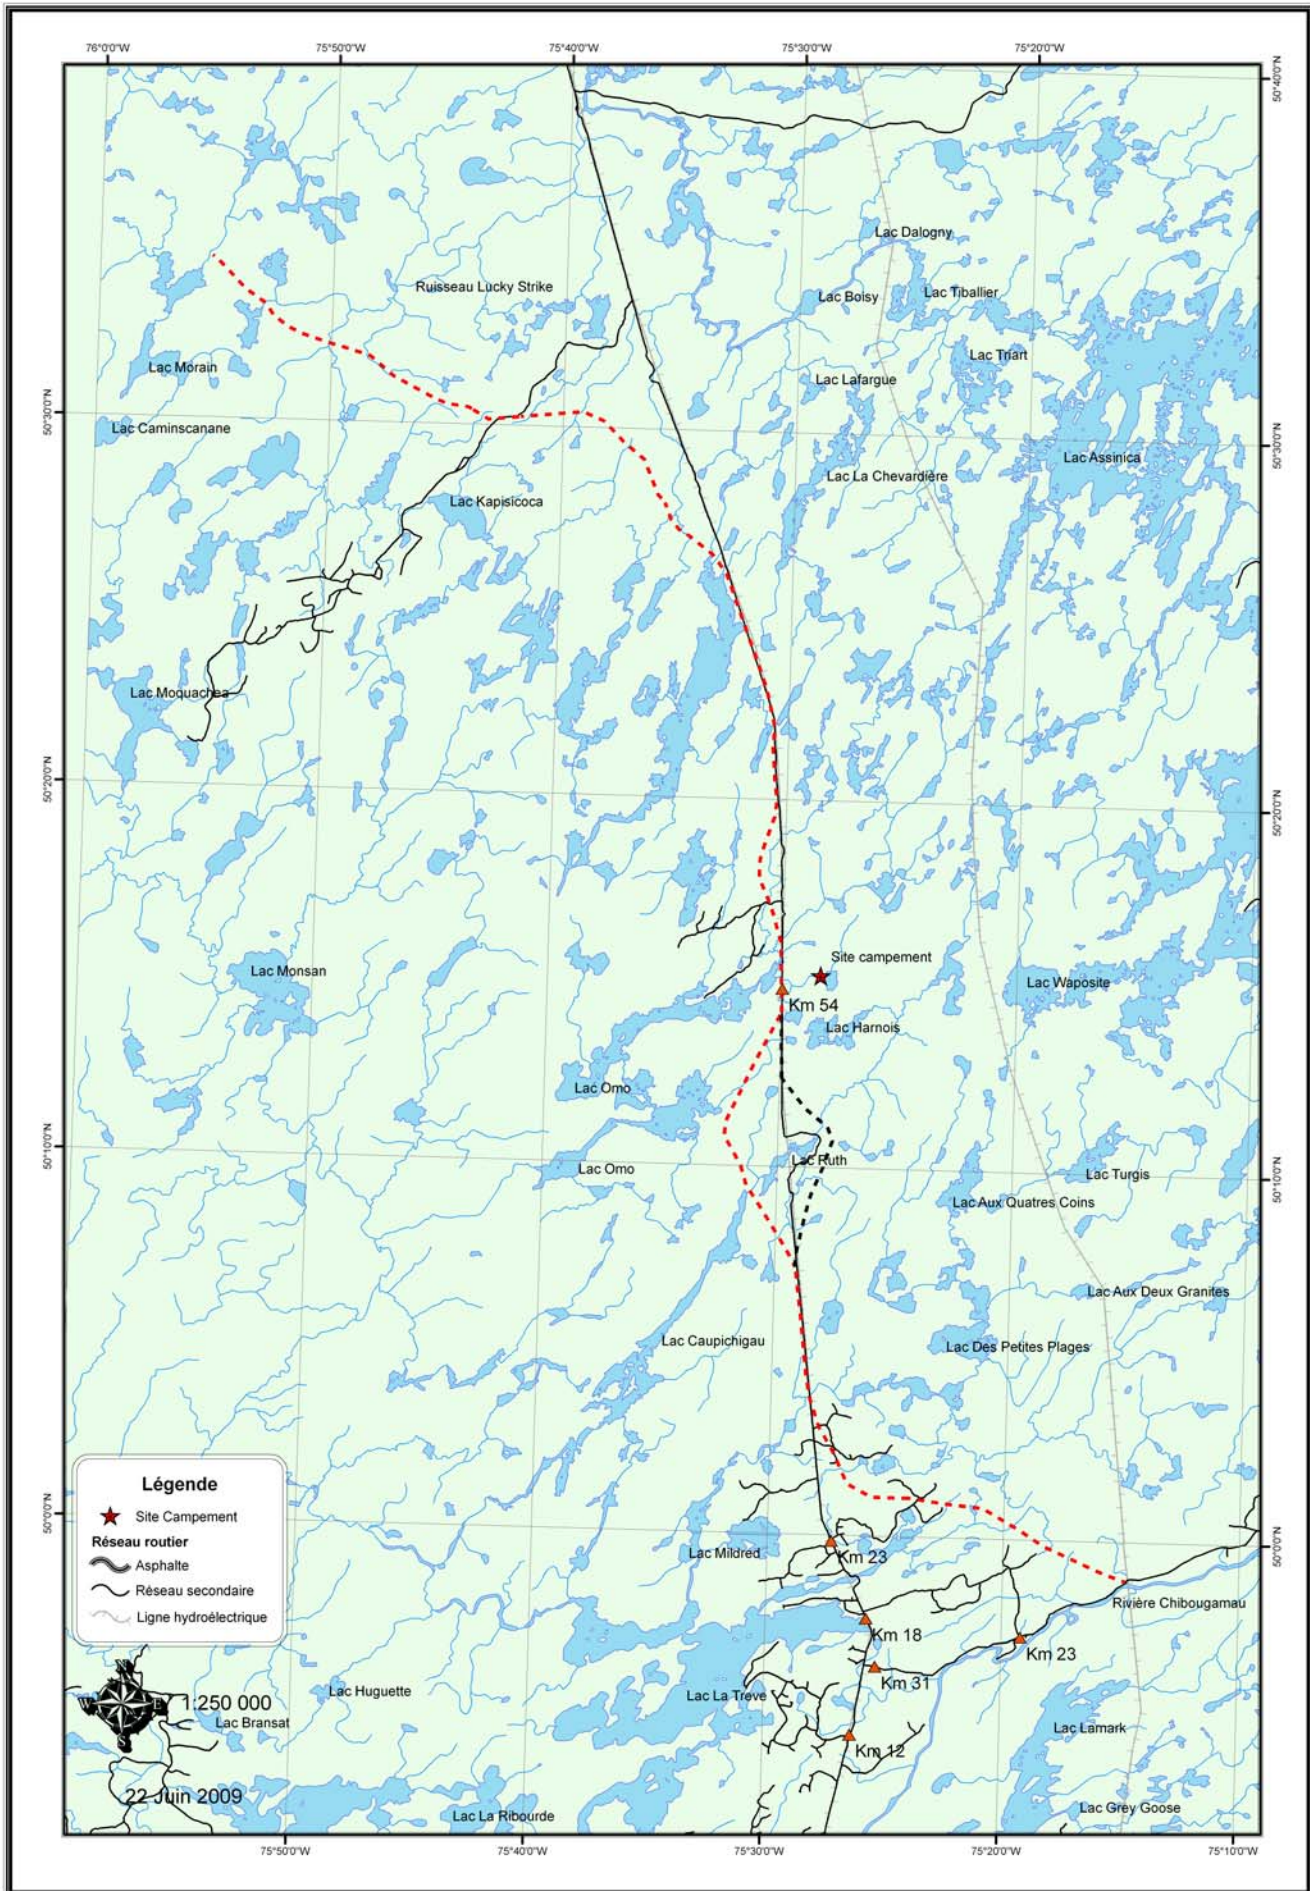 76°0'0"W 75°50'0"W 75°40'0"W 75°30'0"W 75°20'0"W
50°40'0"N
Lac Dalogny
Ruisseau Lucky Strike
Lac Boisy
Lac Tiballier
Lac Triart
Lac Morain
Lac Lafargue
50°30'0"N
Lac Caminscanane
50°30'0"N
Lac Assinica
Lac La Chevardière
Lac Kapisicoca
Lac Moquachea
50°20'0"N
50°20'0"N
Site campement
Lac Monsan
Lac Waposite
Km 54
Lac Harnois
Lac Omo
50°10'0"N
Lac Ruth
Lac Omo
Lac Turgis
50°10'0"N
Lac Aux Quatres Coins
Lac Aux Deux Granites
Lac Caupichigau
Lac Des Petites Plages
Légende
Site Campement
Réseau routier
Asphalte
Réseau secondaire
Ligne hydroélectrique
50°0'0"N
50°0'0"N
Lac Mildred
Km 23
Rivière Chibougamau
Km 18
Km 23
Km 31
Lac Huguette
Lac La Treve
N
W E
S
1:250 000
Lac Bransat
Lac Lamark
Km 12
22 Juin 2009
Lac La Ribourde
Lac Grey Goose
75°50'0"W 75°40'0"W 75°30'0"W 75°20'0"W 75°10'0"W